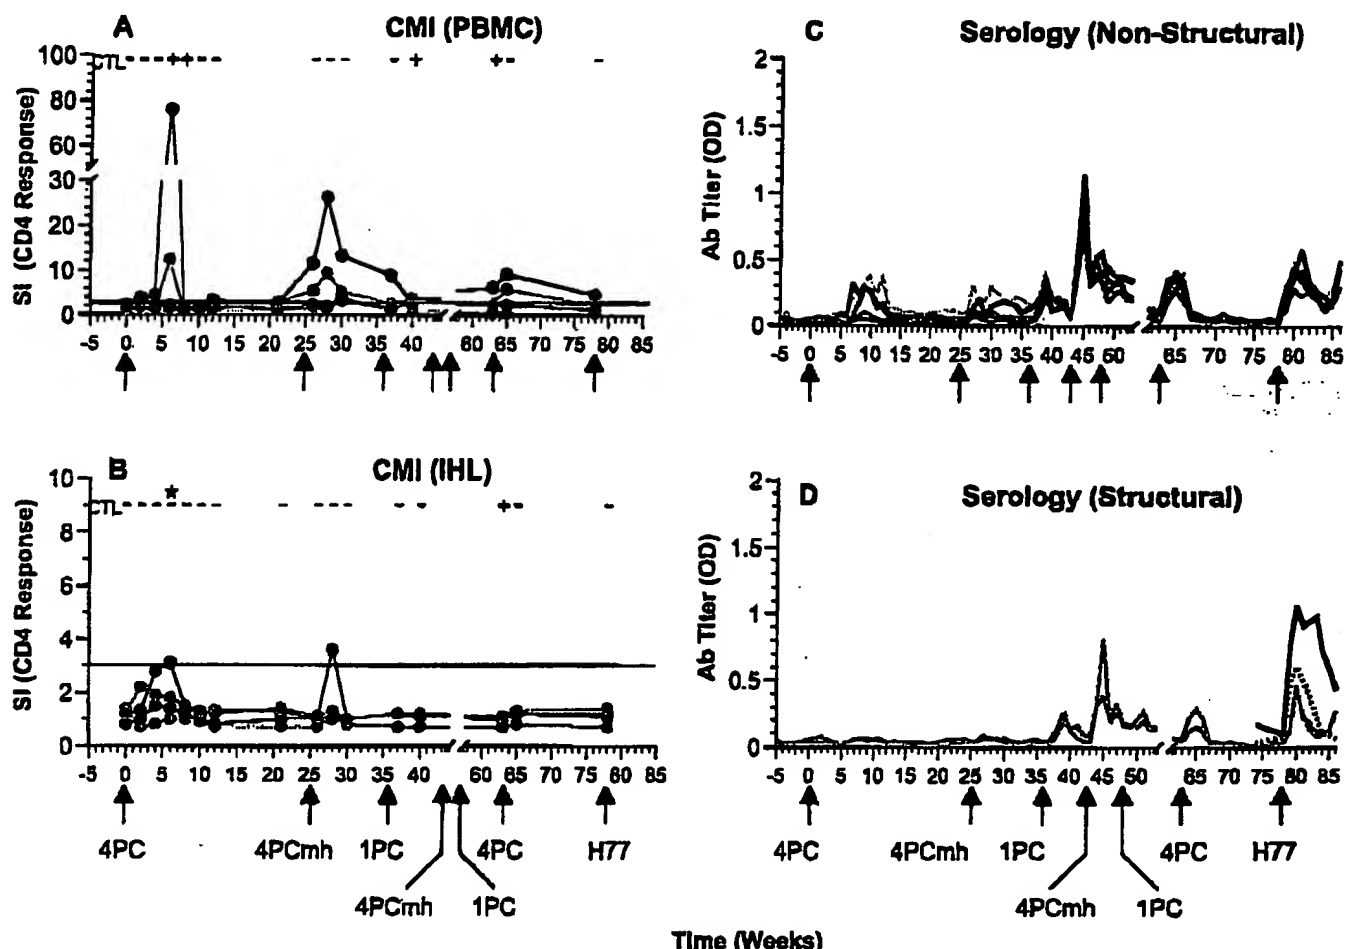 A CMI (PBMC)
CTL - - - + + - - - - - - - + + - -
100
80
60
30
20
10
0
SI (CD4 Response)
-5 0 5 10 15 20 25 30 35 40 60 65 70 75 80 85
C Serology (Non-Structural)
2
1.5
1
0.5
0
Ab Titer (OD)
-5 0 5 10 15 20 25 30 35 40 45 50 65 70 75 80 85
B CMI (IHL)
*
CTL - - - - - - - - - - - - - + - -
10
8
6
4
2
0
SI (CD4 Response)
-5 0 5 10 15 20 25 30 35 40 60 65 70 75 80 85
4PC 4PCmh 1PC 4PC H77
4PCmh 1PC
D Serology (Structural)
2
1.5
1
0.5
0
Ab Titer (OD)
-5 0 5 10 15 20 25 30 35 40 45 50 65 70 75 80 85
4PC 4PCmh 1PC 4PC H77
4PCmh 1PC
Time (Weeks)